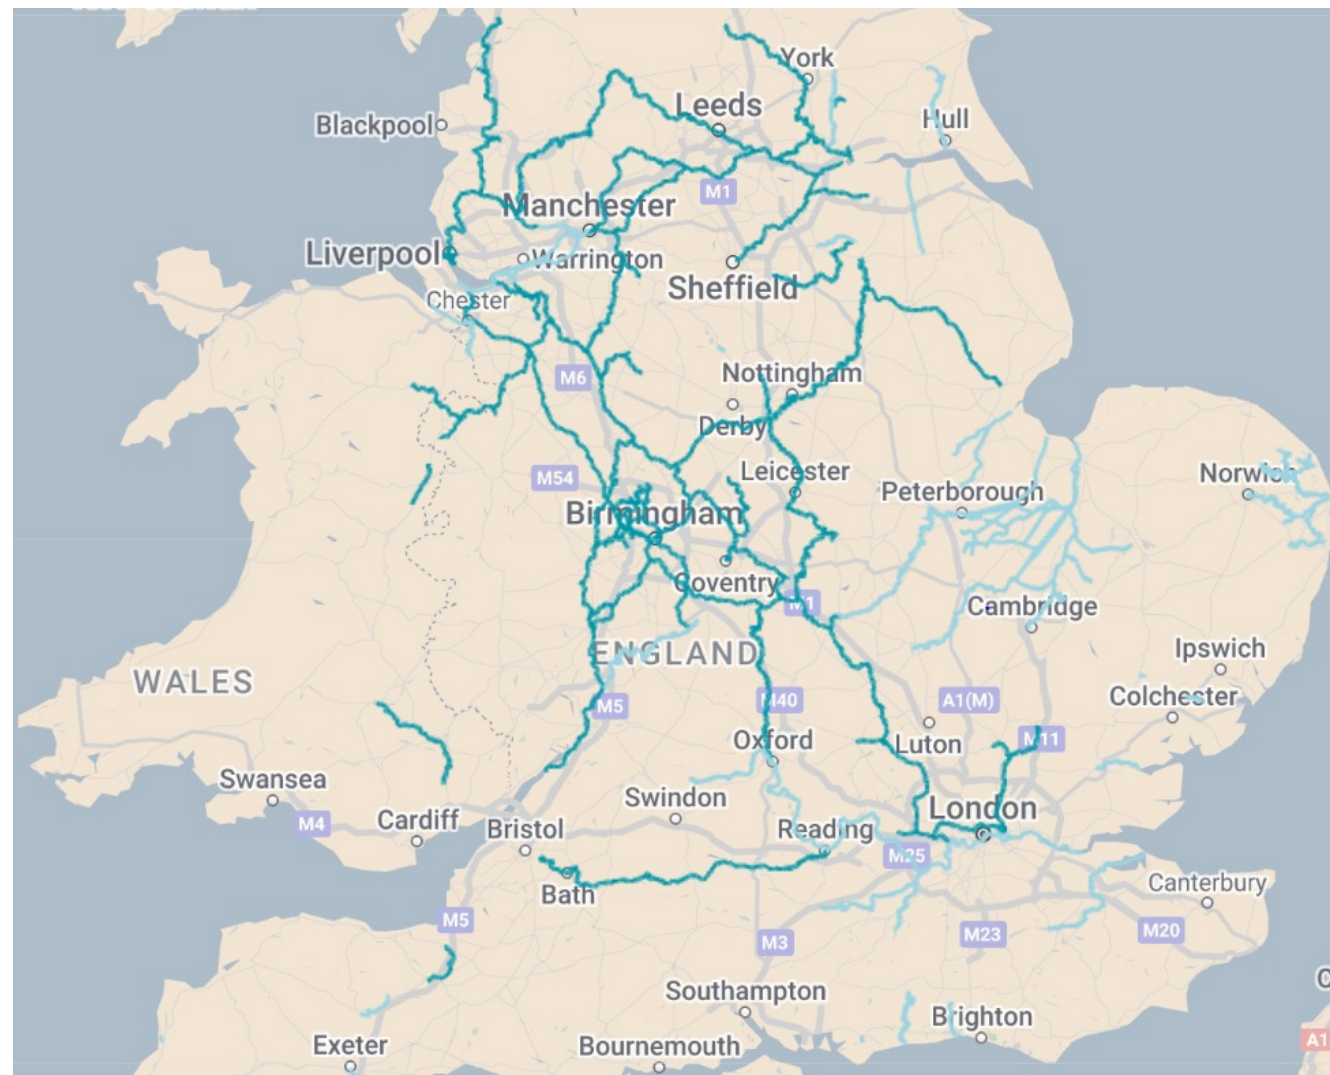 York
Leeds
Blackpool
Hull
M1
Manchester
Liverpool
Warrington
Sheffield
Chester
Nottingham
M6
Derby
Leicester
Norwich
M54
Peterborough
Birmingham
Coventry
M1
Cambridge
ENGLAND
Ipswich
WALES
Colchester
M5
M40
A1(M)
Oxford
Luton
M11
Swansea
Swindon
London
M4
Cardiff
Bristol
Reading
M25
Bath
Canterbury
M5
M3
M23
M20
Southampton
Brighton
Exeter
Bournemouth
A1